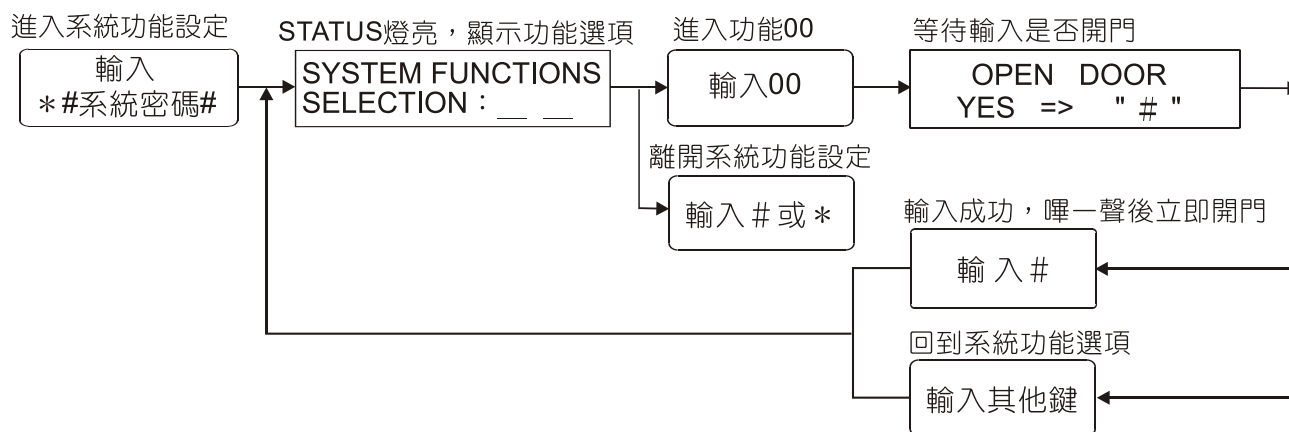 進入系統功能設定
輸入
＊#系統密碼#
STATUS燈亮，顯示功能選項
SYSTEM FUNCTIONS
SELECTION：__ __
進入功能00
輸入00
等待輸入是否開門
OPEN DOOR
YES => "＃"
離開系統功能設定
輸入＃或＊
輸入成功，嗶一聲後立即開門
輸入＃
回到系統功能選項
輸入其他鍵